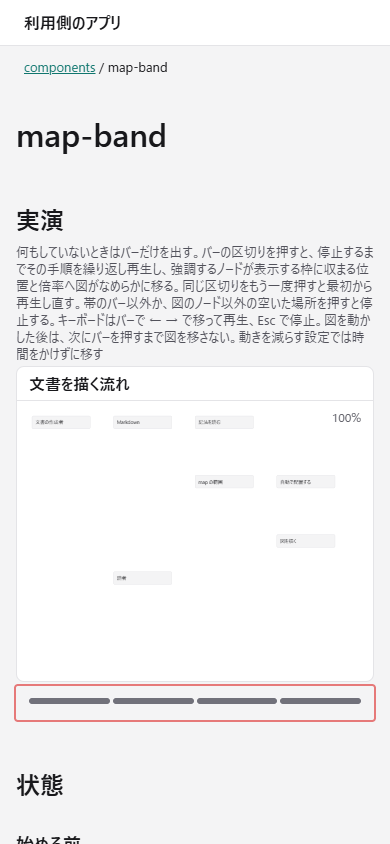 利用側のアプリ
components / map-band
map-band
実演
何もしていないときはバーだけを出す。バーの区切りを押すと、停止するま
でその手順を繰り返し再生し、強調するノードが表示する枠に収まる位
置と倍率へ図がなめらかに移る。同じ区切りをもう一度押すと最初から
再生し直す。帯のバー以外か、図のノード以外の空いた場所を押すと停
止する。キーボードはバーで ← → で移って再生、Esc で停止。図を動か
した後は、次にバーを押すまで図を移さない。動きを減らす設定では時
間をかけずに移す
文書を描く流れ
100%
Markdown
map の範囲
自動で配置する
図を描く
状態
始める前